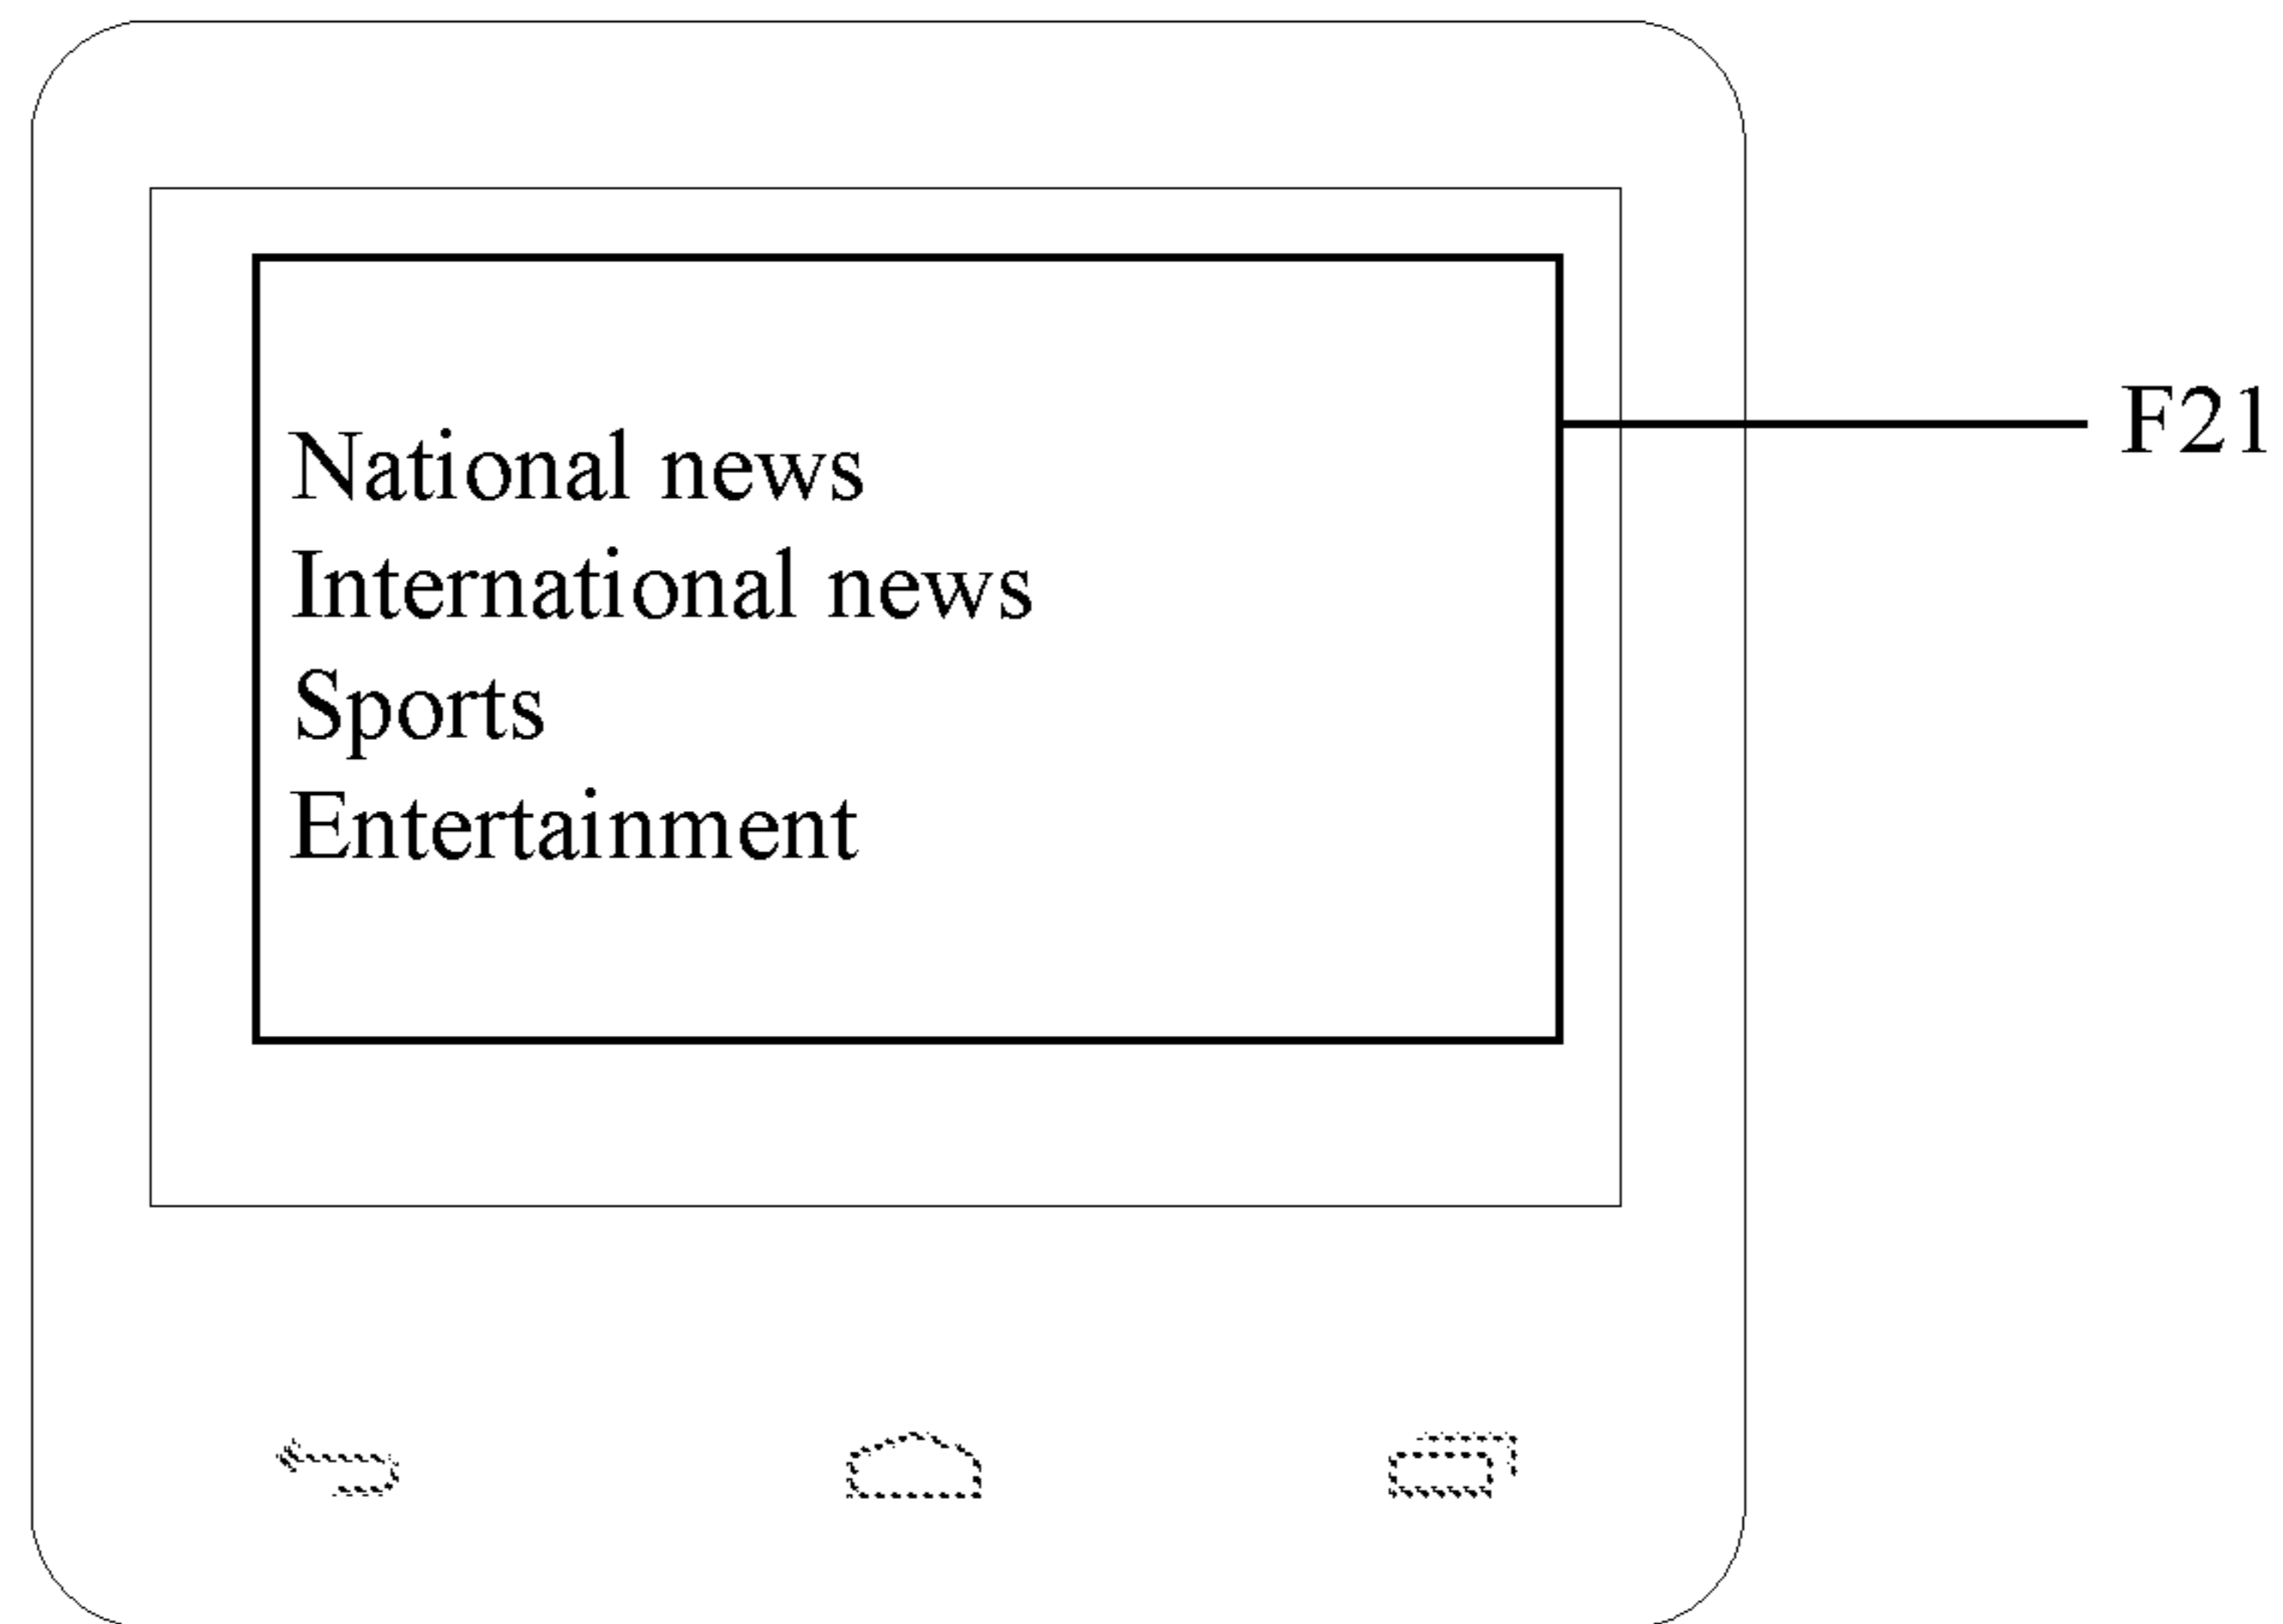 National news
International news
Sports
Entertainment
F21